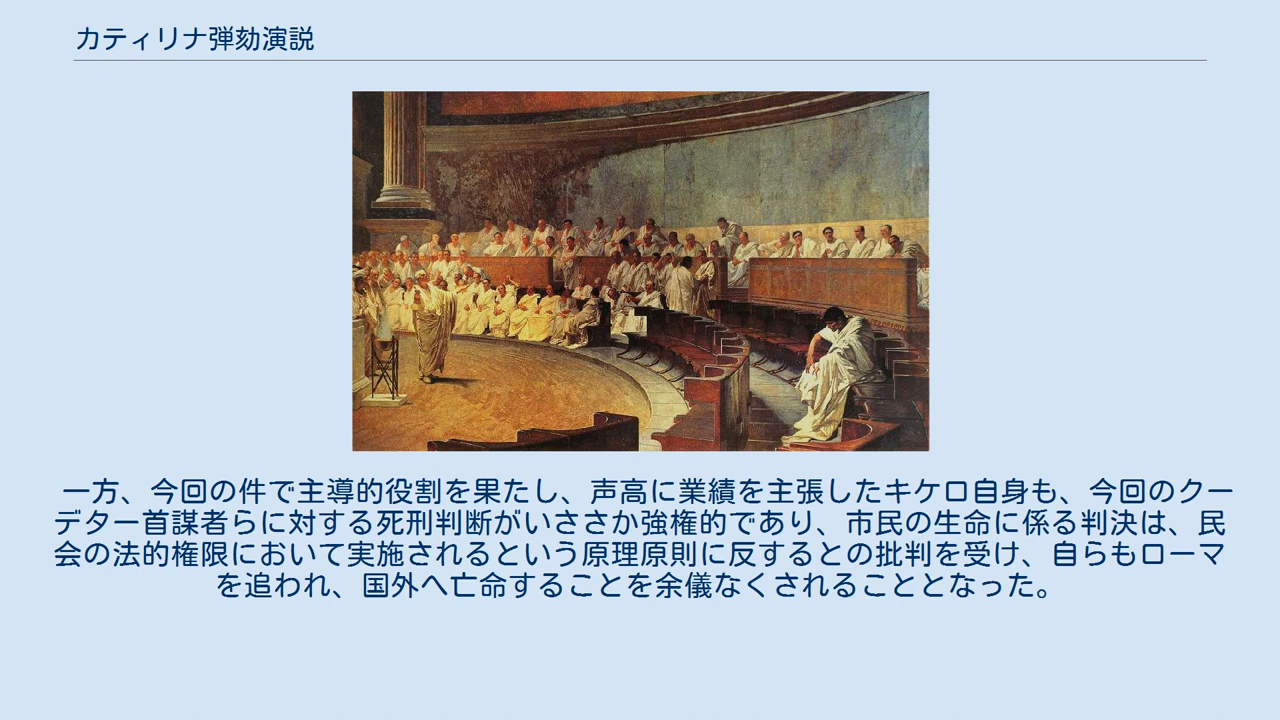 カティリナ弾劾演説
一方、今回の件で主導的役割を果たし、声高に業績を主張したキケロ自身も、今回のクー
デター首謀者らに対する死刑判断がいささか強権的であり、市民の生命に係る判決は、民
会の法的権限において実施されるという原理原則に反するとの批判を受け、自らもローマ
を追われ、国外へ亡命することを余儀なくされることとなった。